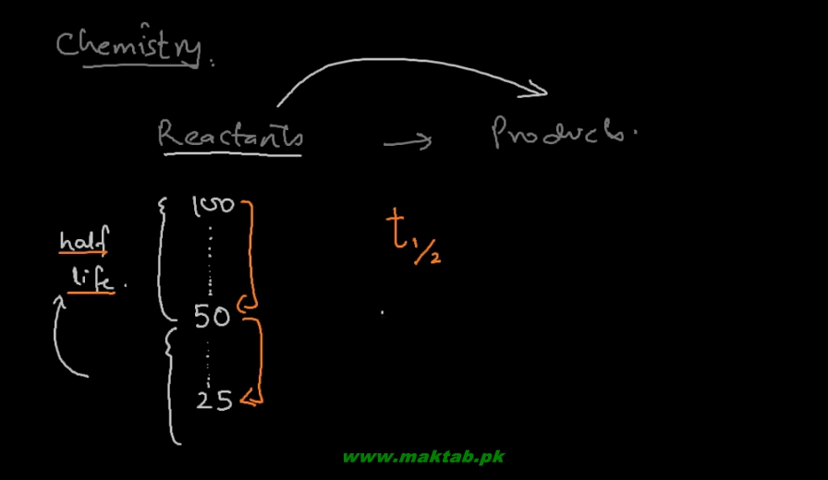 Chemistry.
Reactants → Products.
100
half
life.
t1/2
50
25
www.maktab.pk